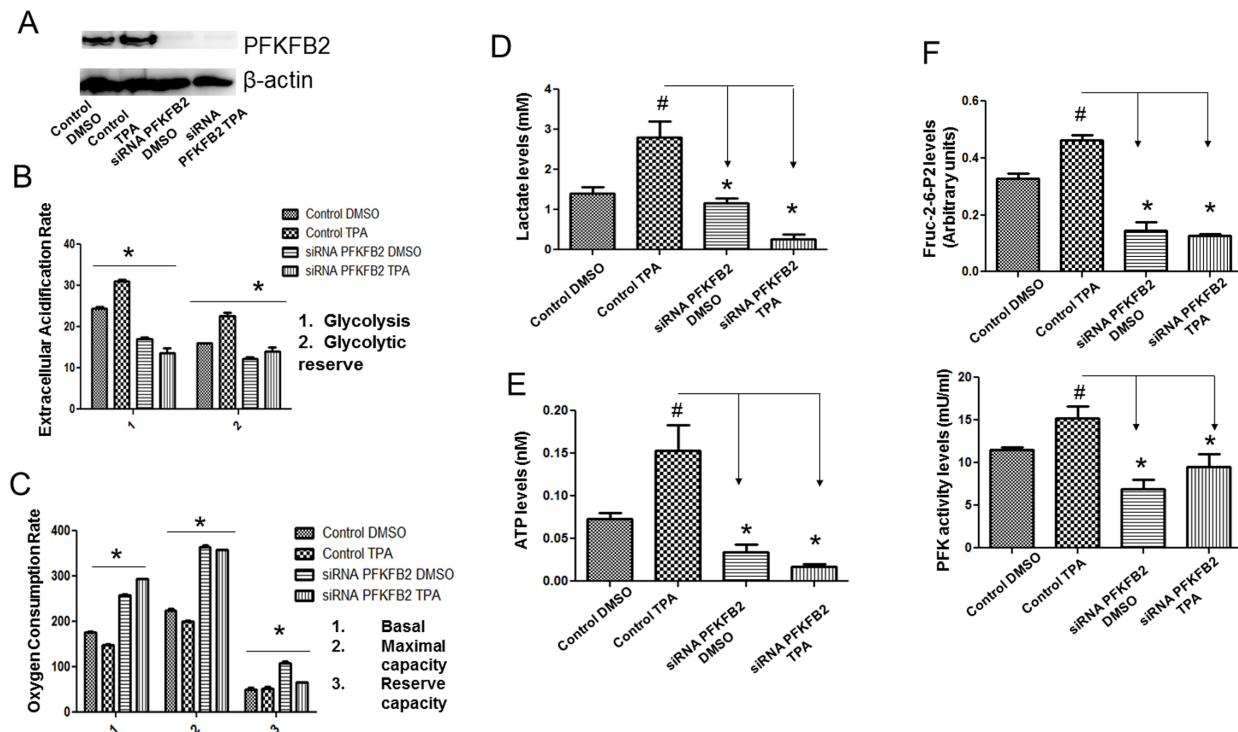 A
PFKFB2
β-actin
Control
DMSO
Control
TPA
siRNA PFKFB2
DMSO
siRNA
PFKFB2 TPA
B
Extracellular Acidification Rate
40
30
20
10
0
1
2
Control DMSO
Control TPA
siRNA PFKFB2 DMSO
siRNA PFKFB2 TPA
*
*
1. Glycolysis
2. Glycolytic
reserve
C
Oxygen Consumption Rate
400
300
200
100
0
1
2
3
*
*
*
Control DMSO
Control TPA
siRNA PFKFB2 DMSO
siRNA PFKFB2 TPA
1. Basal
2. Maximal
capacity
3. Reserve
capacity
D
Lactate levels (mM)
4
3
2
1
0
#
*
*
Control DMSO
Control TPA
siRNA PFKFB2
DMSO
siRNA PFKFB2
TPA
E
ATP levels (nM)
0.20
0.15
0.10
0.05
0.00
#
*
*
Control DMSO
Control TPA
siRNA PFKFB2
DMSO
siRNA PFKFB2
TPA
F
Fruc-2-6-P2 levels
(Arbitrary units)
0.6
0.4
0.2
0.0
#
*
*
Control DMSO
Control TPA
siRNA PFKFB2
DMSO
siRNA PFKFB2
TPA
PFK activity levels (mU/ml)
20
15
10
5
0
#
*
*
Control DMSO
Control TPA
siRNA PFKFB2
DMSO
siRNA PFKFB2
TPA